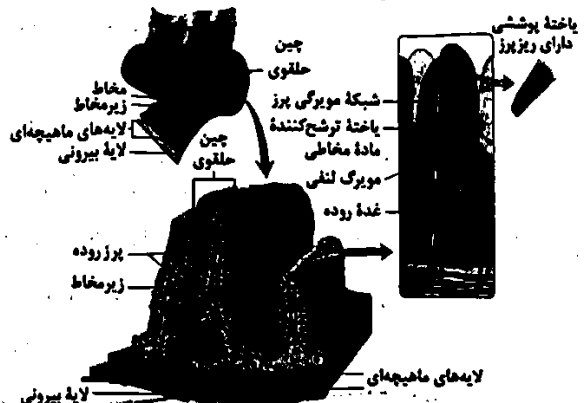 یاختهٔ پوششی
دارای ریزپرز
چین
حلقوی
مخاط
زیرمخاط
لایه‌های ماهیچه‌ای
لایهٔ بیرونی
شبکهٔ مویرگی پرز
یاختهٔ ترشح‌کنندهٔ
مادهٔ مخاطی
مویرگ لنفی
غدهٔ روده
چین
حلقوی
پرز روده
زیرمخاط
لایه‌های ماهیچه‌ای
لایهٔ بیرونی